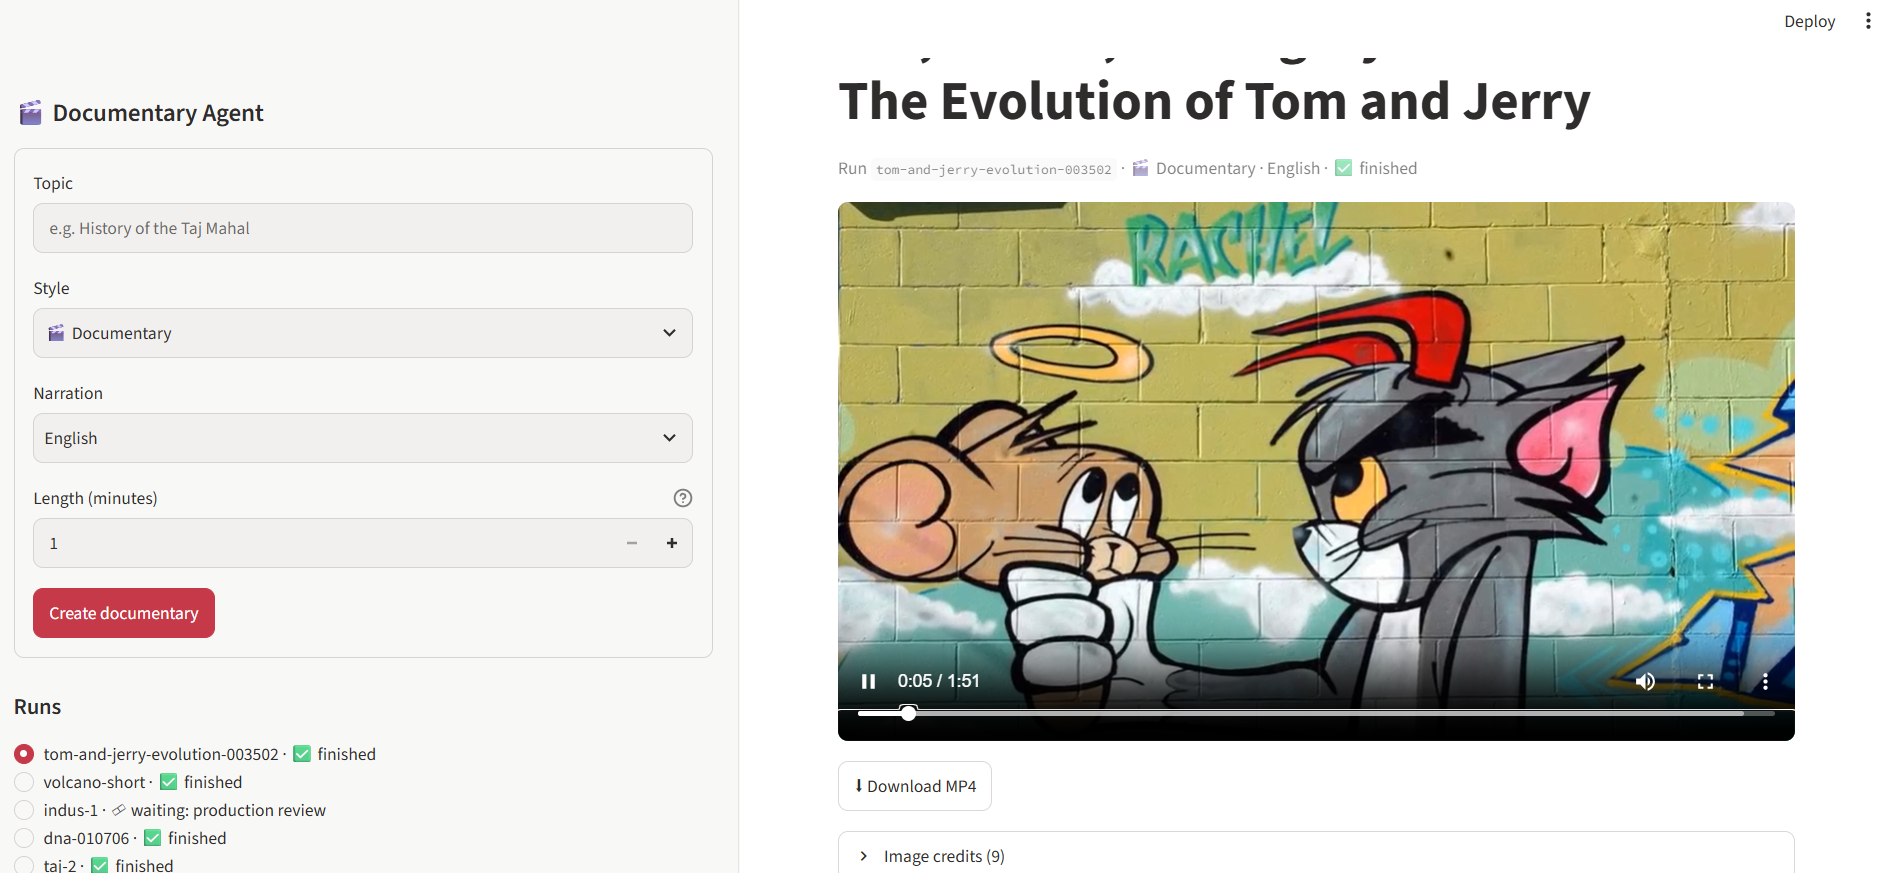 Deploy
Documentary Agent
Topic
e.g. History of the Taj Mahal
Style
Documentary
Narration
English
Length (minutes)
1
Create documentary
Runs
tom-and-jerry-evolution-003502 · finished
volcano-short · finished
indus-1 · waiting: production review
dna-010706 · finished
taj-2 · finished
The Evolution of Tom and Jerry
Run tom-and-jerry-evolution-003502 · Documentary · English · finished
RACHEL
0:05 / 1:51
Download MP4
Image credits (9)